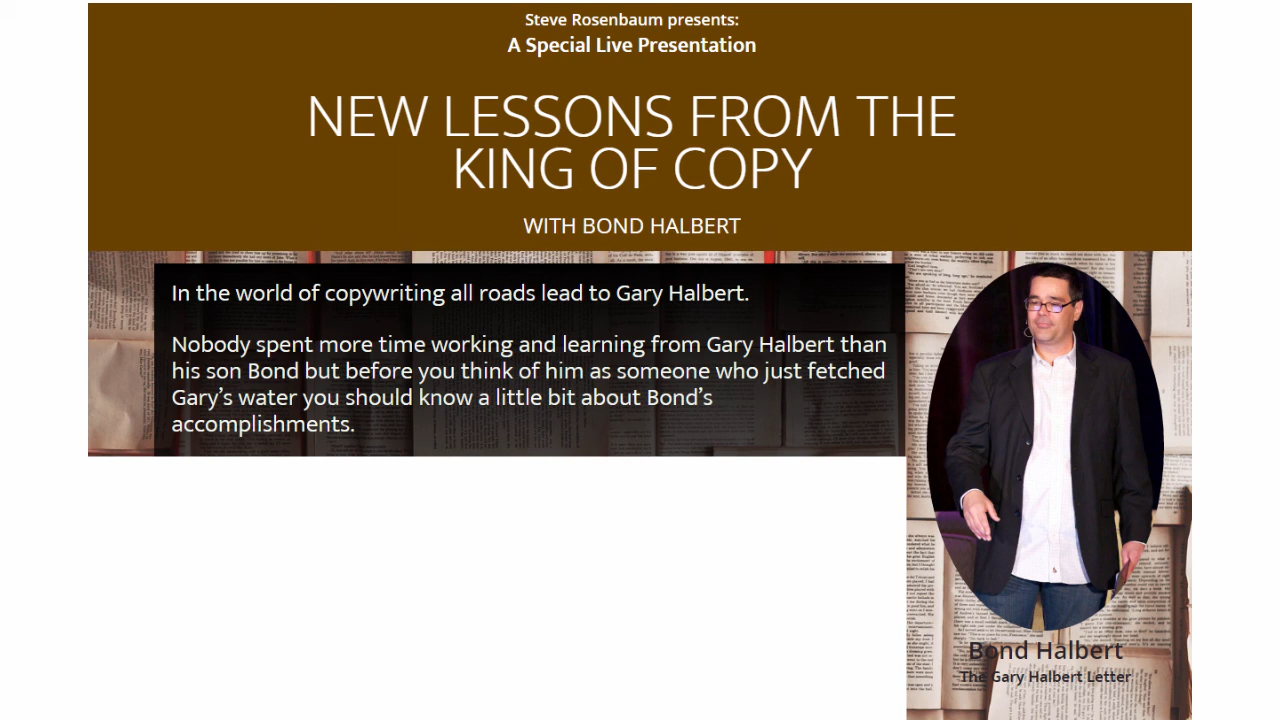 Steve Rosenbaum presents:
A Special Live Presentation
NEW LESSONS FROM THE
KING OF COPY
WITH BOND HALBERT
In the world of copywriting all roads lead to Gary Halbert.
Nobody spent more time working and learning from Gary Halbert than
his son Bond but before you think of him as someone who just fetched
Gary’s water you should know a little bit about Bond’s
accomplishments.
Bond Halbert
The Gary Halbert Letter